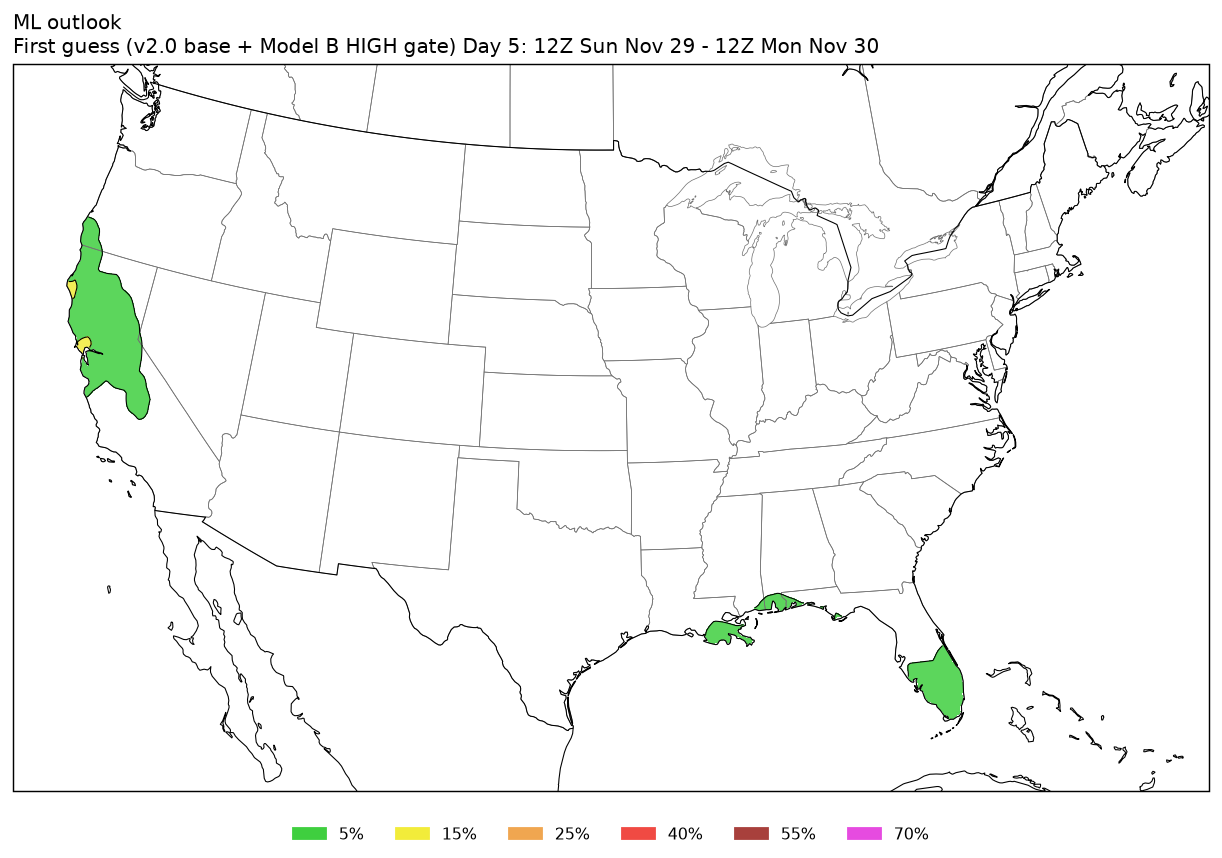 ML outlook
First guess (v2.0 base + Model B HIGH gate) Day 5: 12Z Sun Nov 29 - 12Z Mon Nov 30
5% 15% 25% 40% 55% 70%